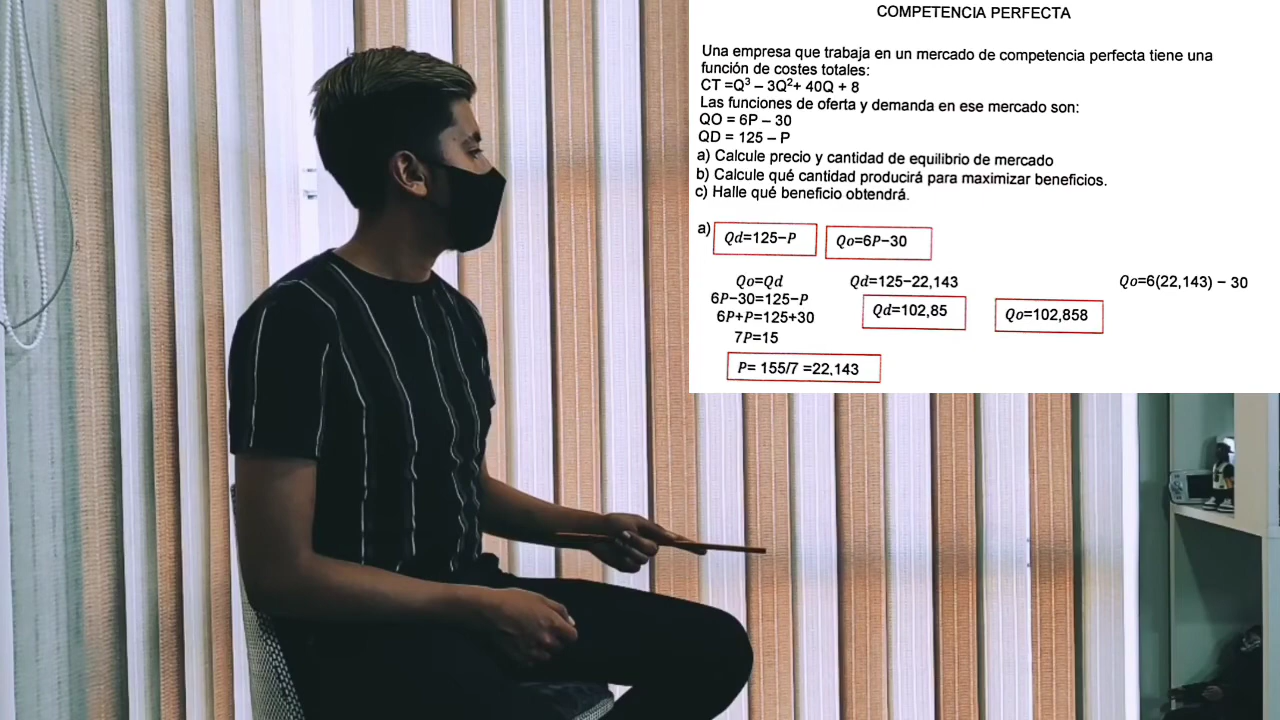 COMPETENCIA PERFECTA
Una empresa que trabaja en un mercado de competencia perfecta tiene una
función de costes totales:
CT =Q³ – 3Q²+ 40Q + 8
Las funciones de oferta y demanda en ese mercado son:
QO = 6P – 30
QD = 125 – P
a) Calcule precio y cantidad de equilibrio de mercado
b) Calcule qué cantidad producirá para maximizar beneficios.
c) Halle qué beneficio obtendrá.
a) Qd=125−P Qo=6P−30
Qo=Qd Qd=125−22,143 Qo=6(22,143) − 30
6P−30=125−P
6P+P=125+30 Qd=102,85 Qo=102,858
7P=15
P= 155/7 =22,143